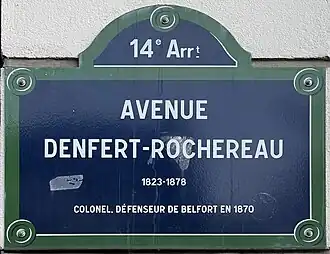 14e Arrt
AVENUE
DENFERT-ROCHEREAU
1823-1878
COLONEL, DÉFENSEUR DE BELFORT EN 1870